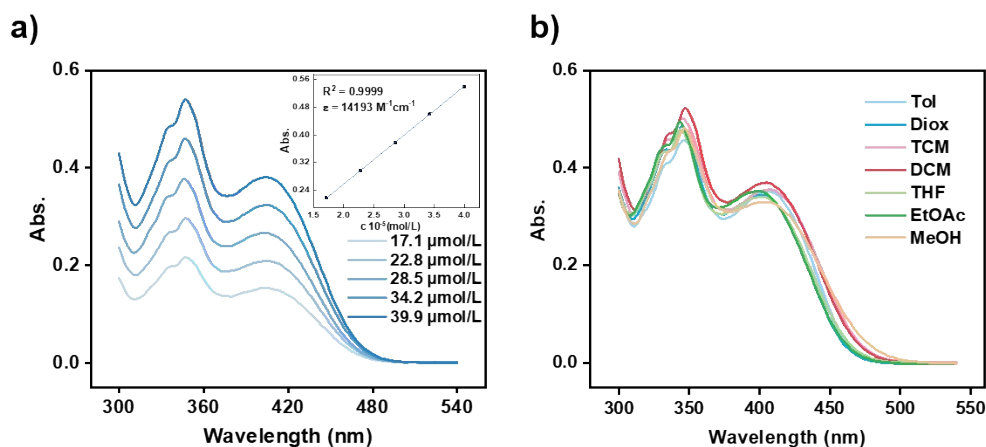 a)
0.6
0.4
0.2
0.0
Abs.
300
360
420
480
540
Wavelength (nm)
R² = 0.9999
ε = 14193 M⁻¹cm⁻¹
0.56
0.48
0.40
0.32
0.24
Abs.
1.5
2.0
2.5
3.0
3.5
4.0
c 10⁻⁵(mol/L)
17.1 μmol/L
22.8 μmol/L
28.5 μmol/L
34.2 μmol/L
39.9 μmol/L
b)
0.6
0.4
0.2
0.0
Abs.
300
350
400
450
500
550
Wavelength (nm)
Tol
Diox
TCM
DCM
THF
EtOAc
MeOH